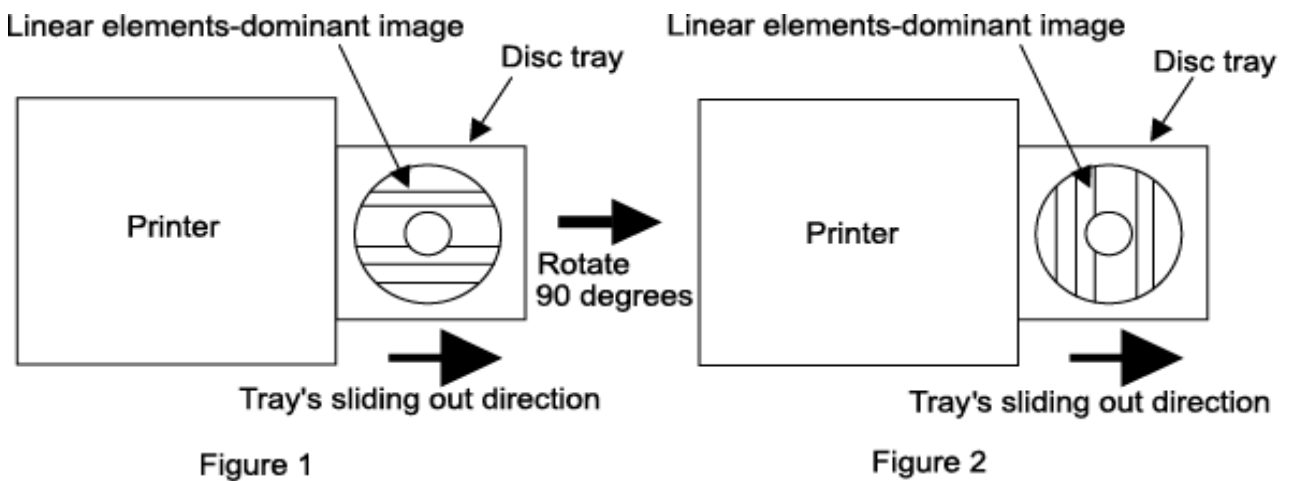 Linear elements-dominant image
Disc tray
Printer
Tray's sliding out direction
Figure 1
Rotate
90 degrees
Linear elements-dominant image
Disc tray
Printer
Tray's sliding out direction
Figure 2